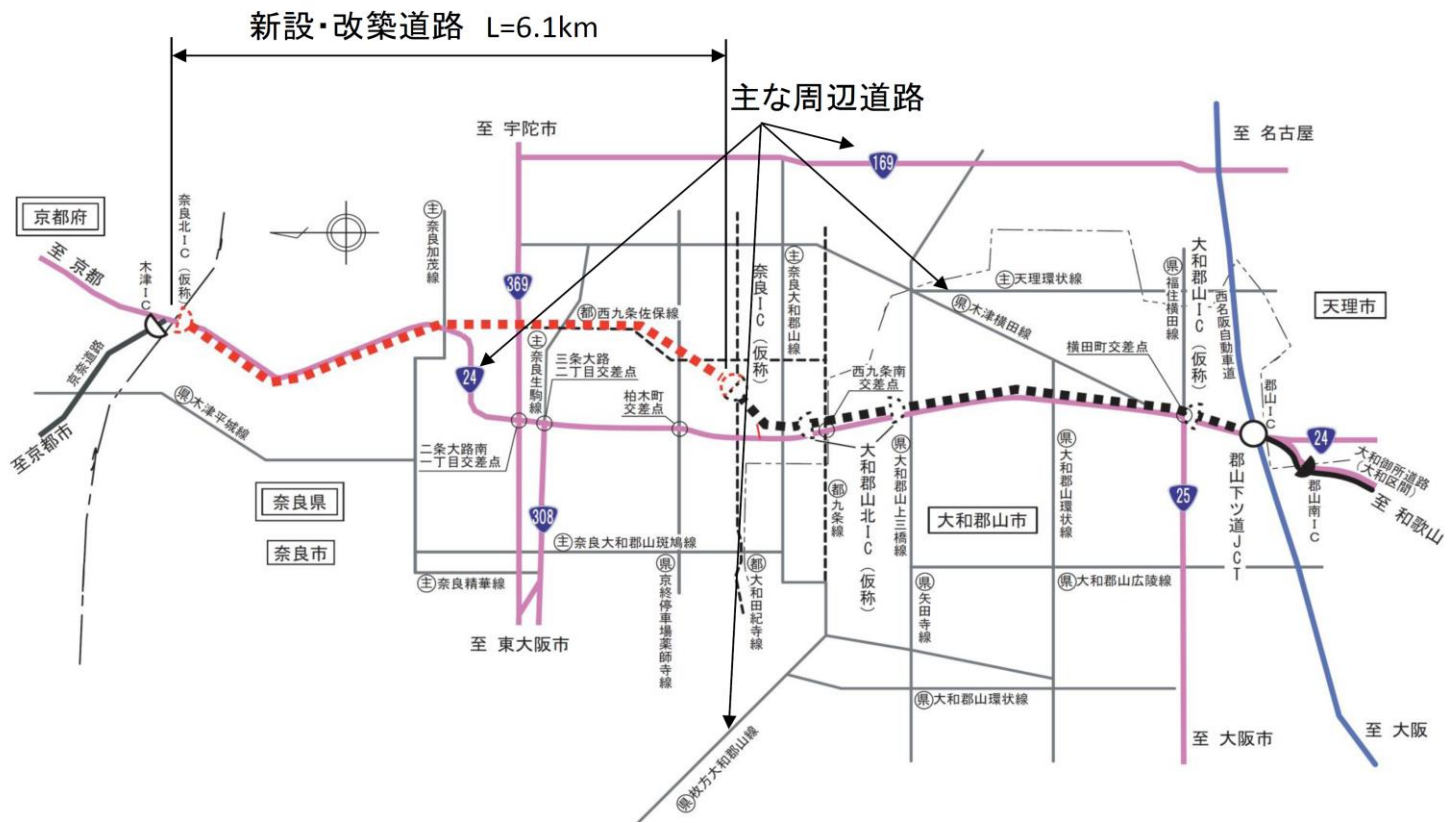 新設・改築道路 L=6.1km
主な周辺道路
至 宇陀市
至 名古屋
169
京都府
至 京都
木津IC
奈良北IC(仮称)
(主)奈良加茂線
369
(都)西九条佐保線
(主)奈良生駒線
三条大路
二丁目交差点
柏木町
交差点
奈良IC(仮称)
(主)奈良大和郡山線
西九条南
交差点
(主)天理環状線
(県)木津横田線
横田町交差点
(県)福住横田線
大和郡山IC(仮称)
西名阪自動車道
天理市
郡山IC
24
京奈道路
至京都市
(県)木津平城線
24
二条大路南
一丁目交差点
奈良県
奈良市
308
(主)奈良大和郡山斑鳩線
(主)奈良精華線
(県)京終停車場薬師寺線
(都)大和田紀寺線
(都)九条線
大和郡山北IC(仮称)
(県)大和郡山上三橋線
(県)矢田寺線
大和郡山市
(県)大和郡山環状線
25
郡山下ツ道JCT
郡山南IC
大和御所道路
(大和区間)
至 和歌山
(県)大和郡山広陵線
至 東大阪市
(県)大和郡山環状線
(県)枚方大和郡山線
至 大阪市
至 大阪